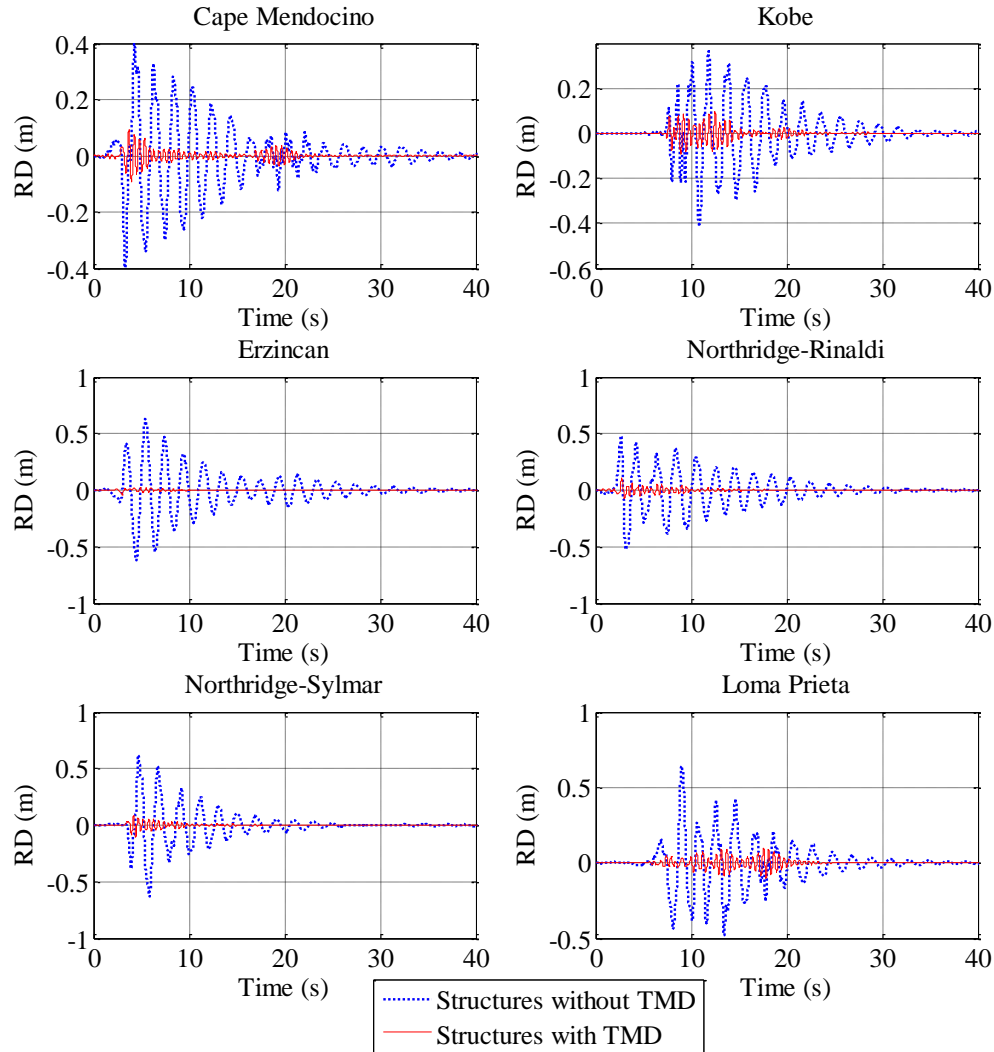 Cape Mendocino
0.4
0.2
0
-0.2
-0.4
RD (m)
0 10 20 30 40
Time (s)
Kobe
0.2
0
-0.2
-0.4
-0.6
RD (m)
0 10 20 30 40
Time (s)
Erzincan
1
0.5
0
-0.5
-1
RD (m)
0 10 20 30 40
Time (s)
Northridge-Rinaldi
1
0.5
0
-0.5
-1
RD (m)
0 10 20 30 40
Time (s)
Northridge-Sylmar
1
0.5
0
-0.5
-1
RD (m)
0 10 20 30 40
Time (s)
Loma Prieta
1
0.5
0
-0.5
RD (m)
0 10 20 30 40
Time (s)
Structures without TMD
Structures with TMD